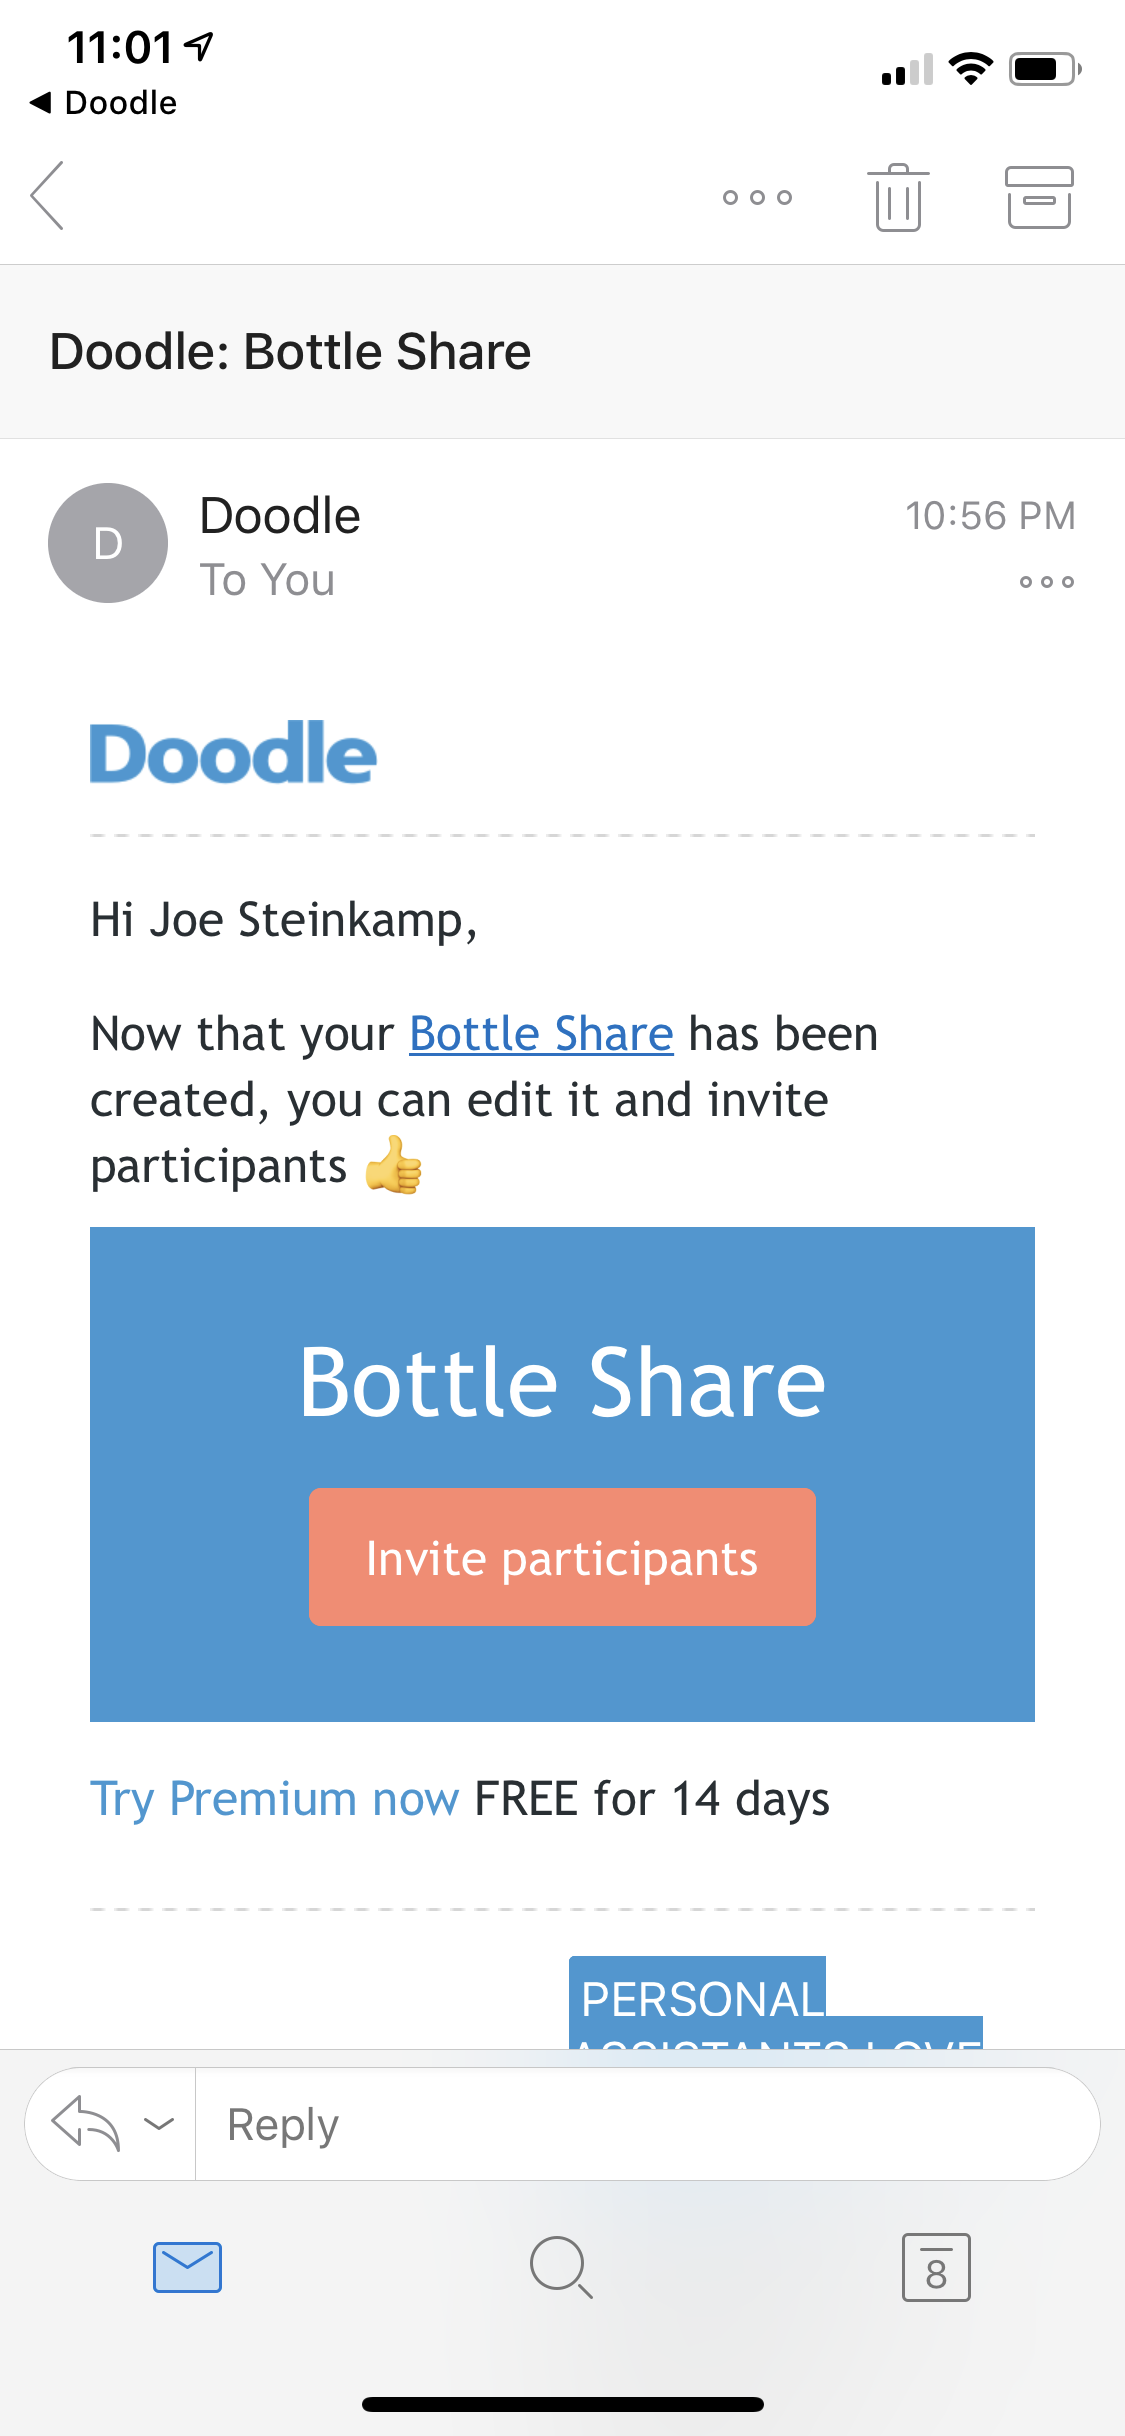 11:01
◀ Doodle
Doodle: Bottle Share
D
Doodle
10:56 PM
To You
Doodle
Hi Joe Steinkamp,
Now that your Bottle Share has been
created, you can edit it and invite
participants 👍
Bottle Share
Invite participants
Try Premium now FREE for 14 days
PERSONAL
ASSISTANTS LOVE
Reply
8